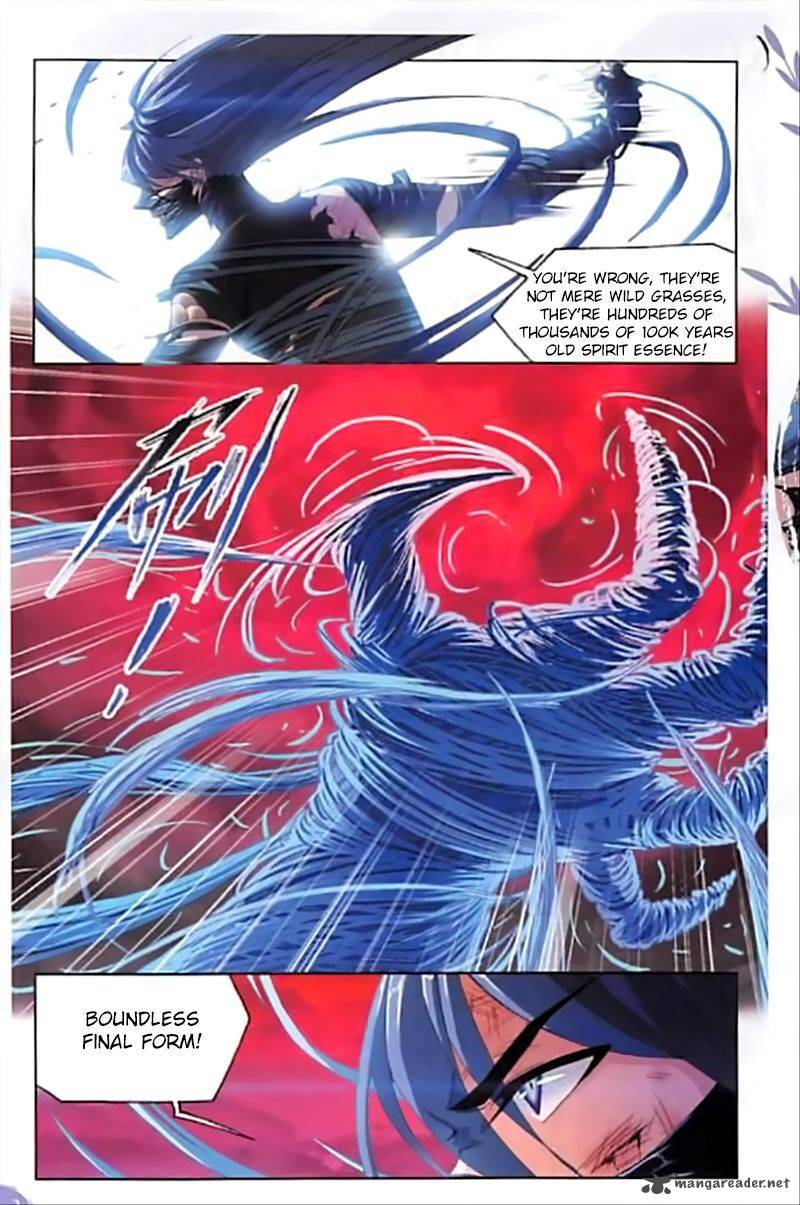 YOU'RE WRONG, THEY'RE
NOT MERE WILD GRASSES,
THEY'RE HUNDREDS OF
THOUSANDS OF 100K YEARS
OLD SPIRIT ESSENCE!
刷!
BOUNDLESS
FINAL FORM!
mangareader.net